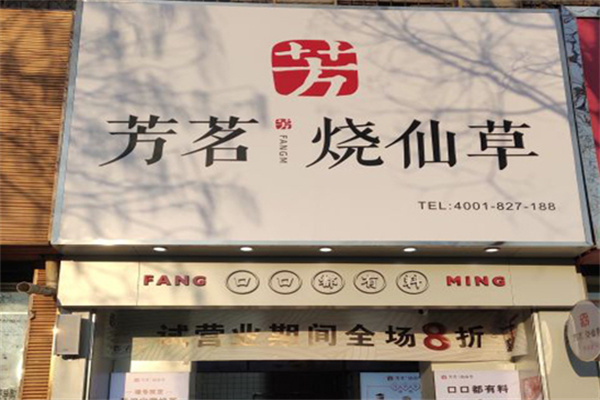 芳
芳茗 芳 FANGM 烧仙草
TEL:4001-827-188
FANG 口口都有料 MING
试营业期间全场8折
口口都有料